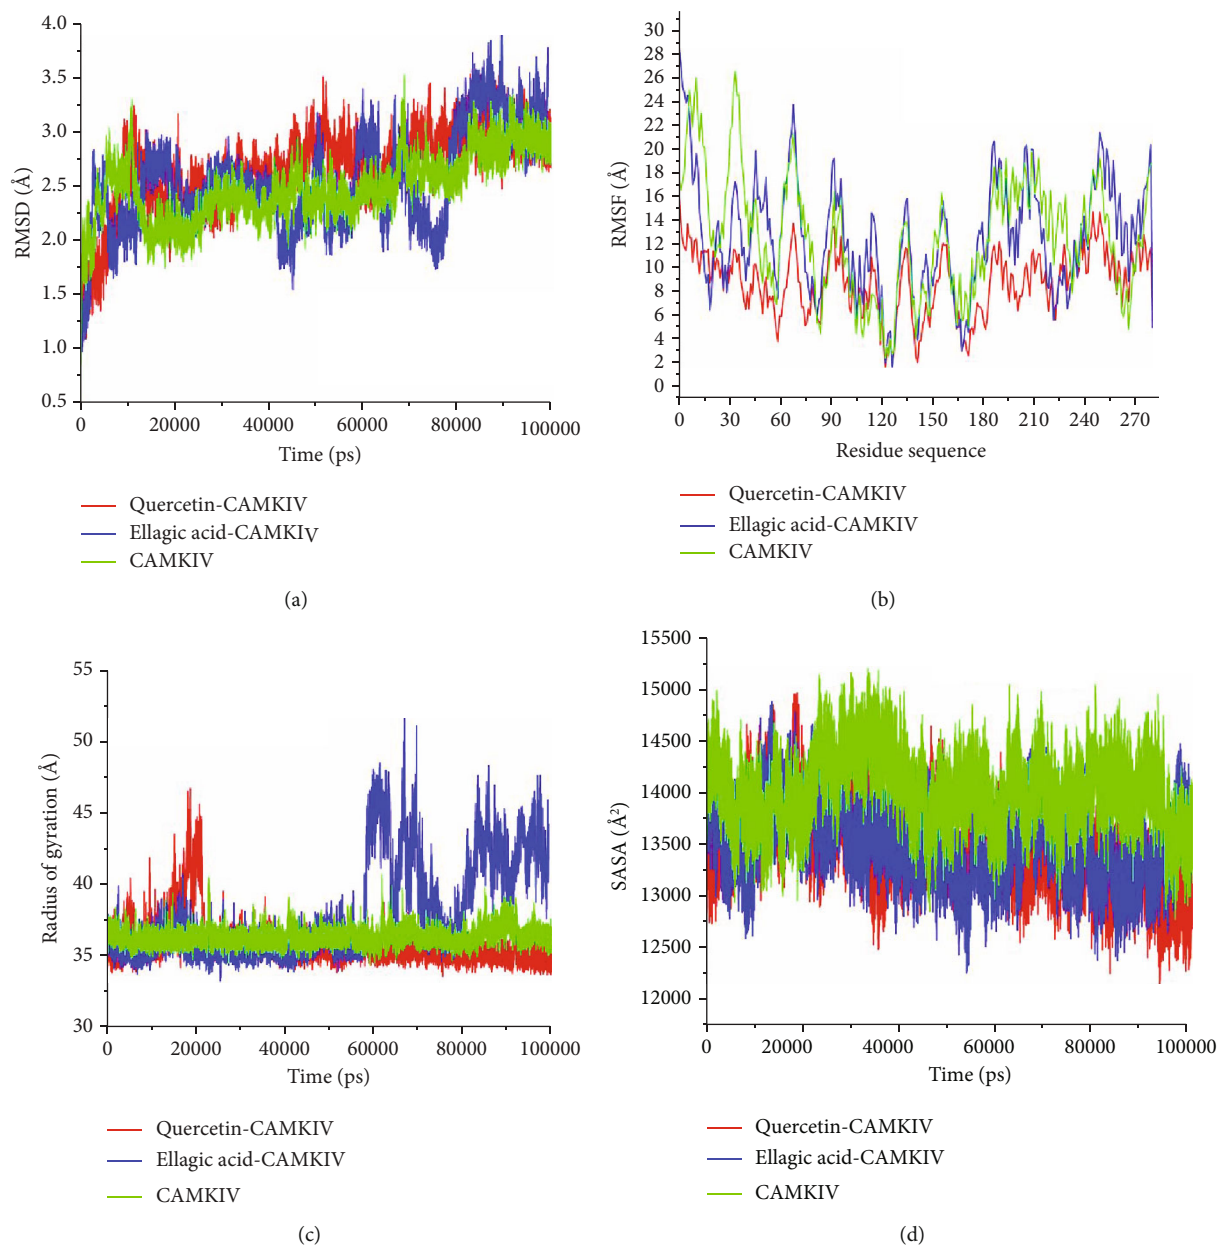 4.0
3.5
3.0
2.5
2.0
1.5
1.0
0.5
RMSD (Å)
0 20000 40000 60000 80000 100000
Time (ps)
Quercetin-CAMKIV
Ellagic acid-CAMKIV
CAMKIV
(a)
30
28
26
24
22
20
18
16
14
12
10
8
6
4
2
0
RMSF (Å)
0 30 60 90 120 150 180 210 240 270
Residue sequence
Quercetin-CAMKIV
Ellagic acid-CAMKIV
CAMKIV
(b)
55
50
45
40
35
30
Radius of gyration (Å)
0 20000 40000 60000 80000 100000
Time (ps)
Quercetin-CAMKIV
Ellagic acid-CAMKIV
CAMKIV
(c)
15500
15000
14500
14000
13500
13000
12500
12000
SASA (Å²)
0 20000 40000 60000 80000 100000
Time (ps)
Quercetin-CAMKIV
Ellagic acid-CAMKIV
CAMKIV
(d)